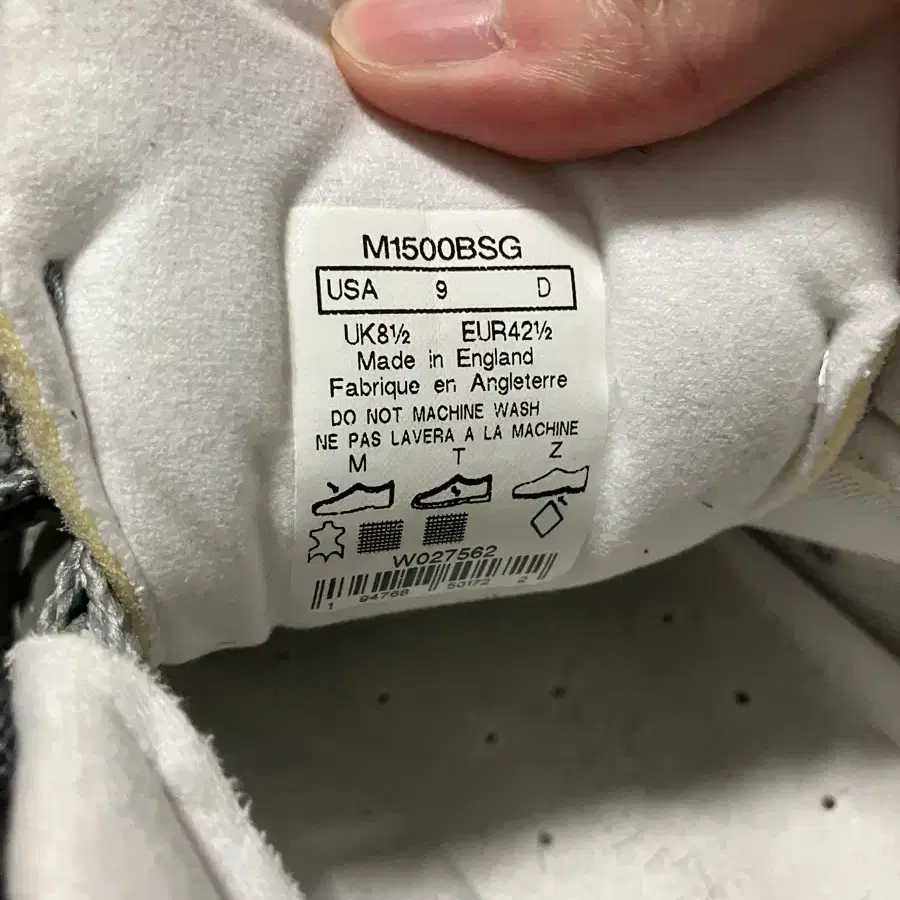 M1500BSG
USA 9 D
UK8½ EUR42½
Made in England
Fabrique en Angleterre
DO NOT MACHINE WASH
NE PAS LAVERA A LA MACHINE
M T Z
W027562
1 94768 50172 2